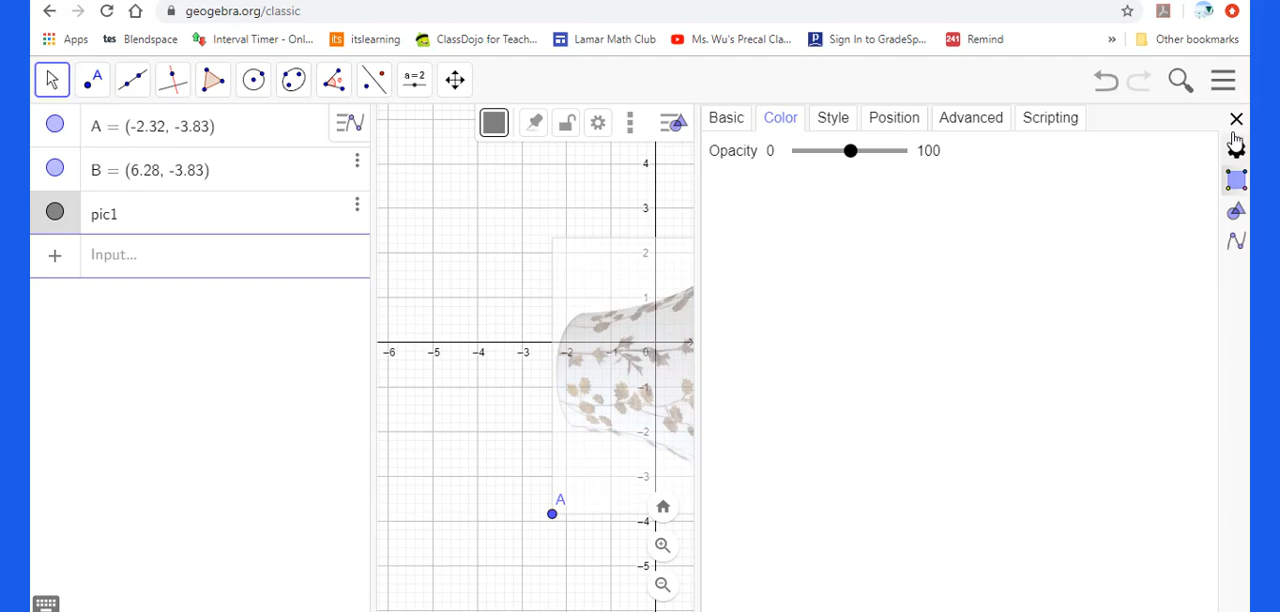 geogebra.org/classic
Apps tes Blendspace Interval Timer - Onl... its itslearning ClassDojo for Teach... Lamar Math Club Ms. Wu's Precal Cla... P Sign In to GradeSp... 241 Remind » Other bookmarks
A a=2
A = (-2.32, -3.83)
B = (6.28, -3.83)
pic1
Input...
Basic Color Style Position Advanced Scripting
Opacity 0 100
4
3
2
1
-6 -5 -4 -3 -2 -1 0
-1
-2
-3
A
-4
-5